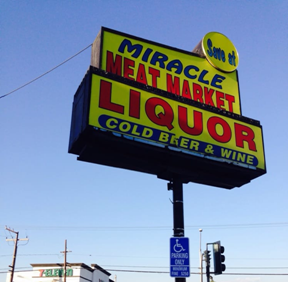 Save at
MIRACLE
MEAT MARKET
LIQUOR
COLD BEER & WINE
PARKING
ONLY
7-ELEVEN